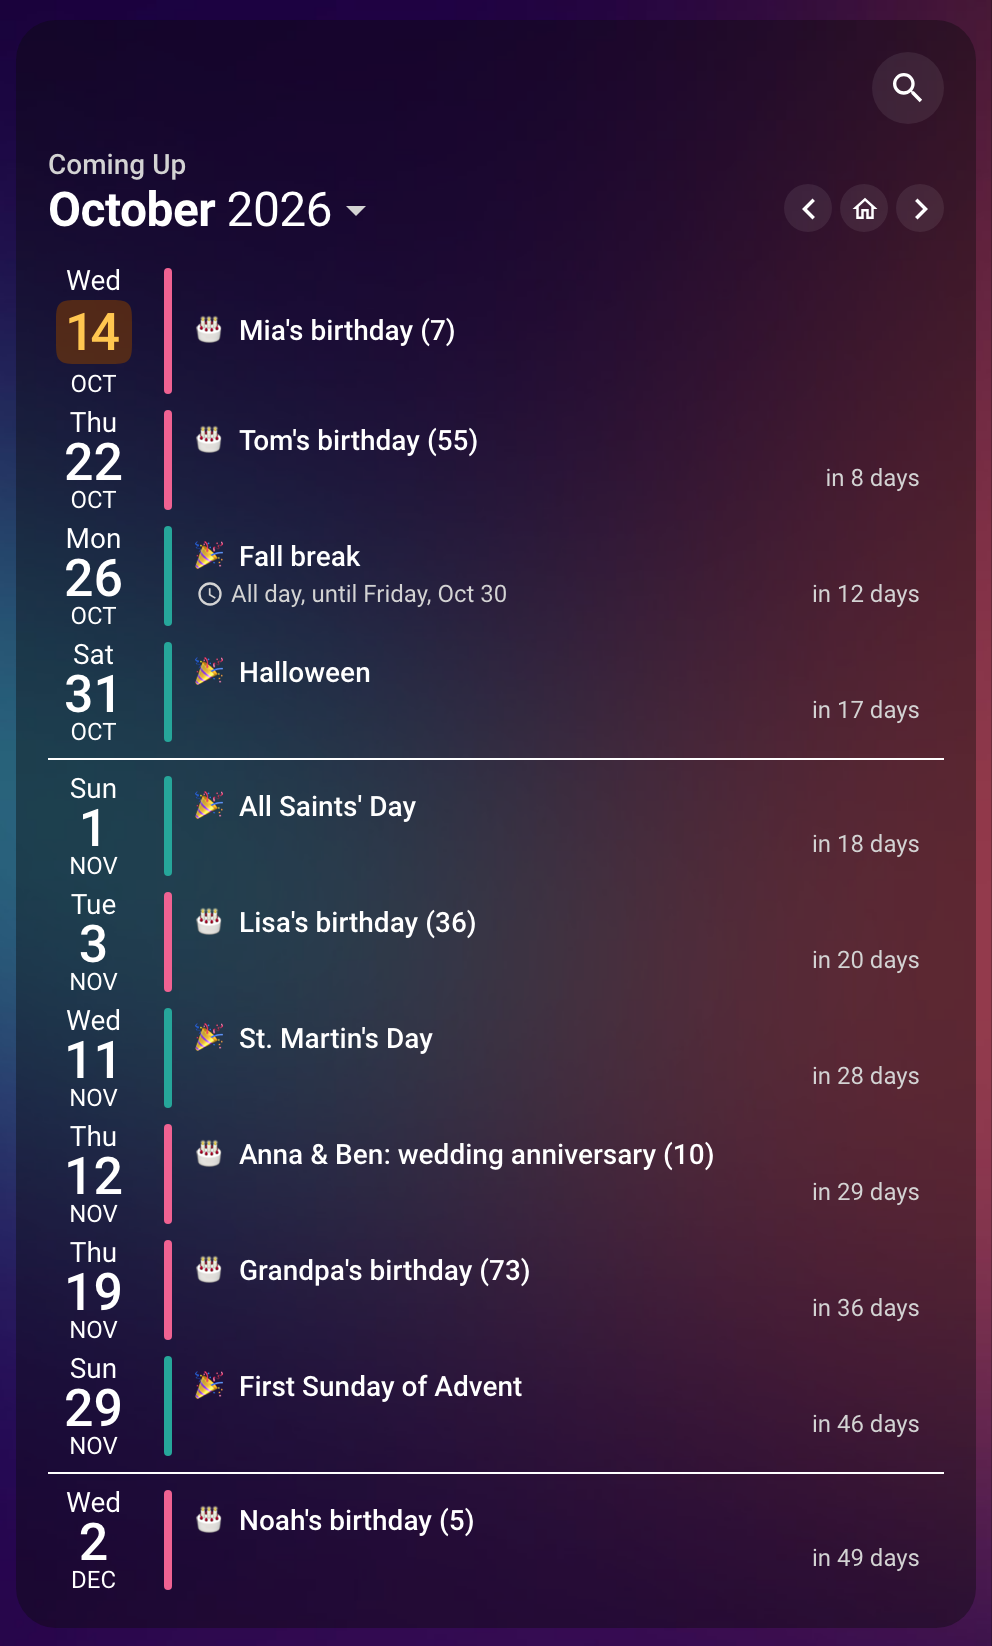 Coming Up
October 2026
Wed
14
OCT
Mia's birthday (7)
Thu
22
OCT
Tom's birthday (55)
in 8 days
Mon
26
OCT
Fall break
All day, until Friday, Oct 30
in 12 days
Sat
31
OCT
Halloween
in 17 days
Sun
1
NOV
All Saints' Day
in 18 days
Tue
3
NOV
Lisa's birthday (36)
in 20 days
Wed
11
NOV
St. Martin's Day
in 28 days
Thu
12
NOV
Anna & Ben: wedding anniversary (10)
in 29 days
Thu
19
NOV
Grandpa's birthday (73)
in 36 days
Sun
29
NOV
First Sunday of Advent
in 46 days
Wed
2
DEC
Noah's birthday (5)
in 49 days